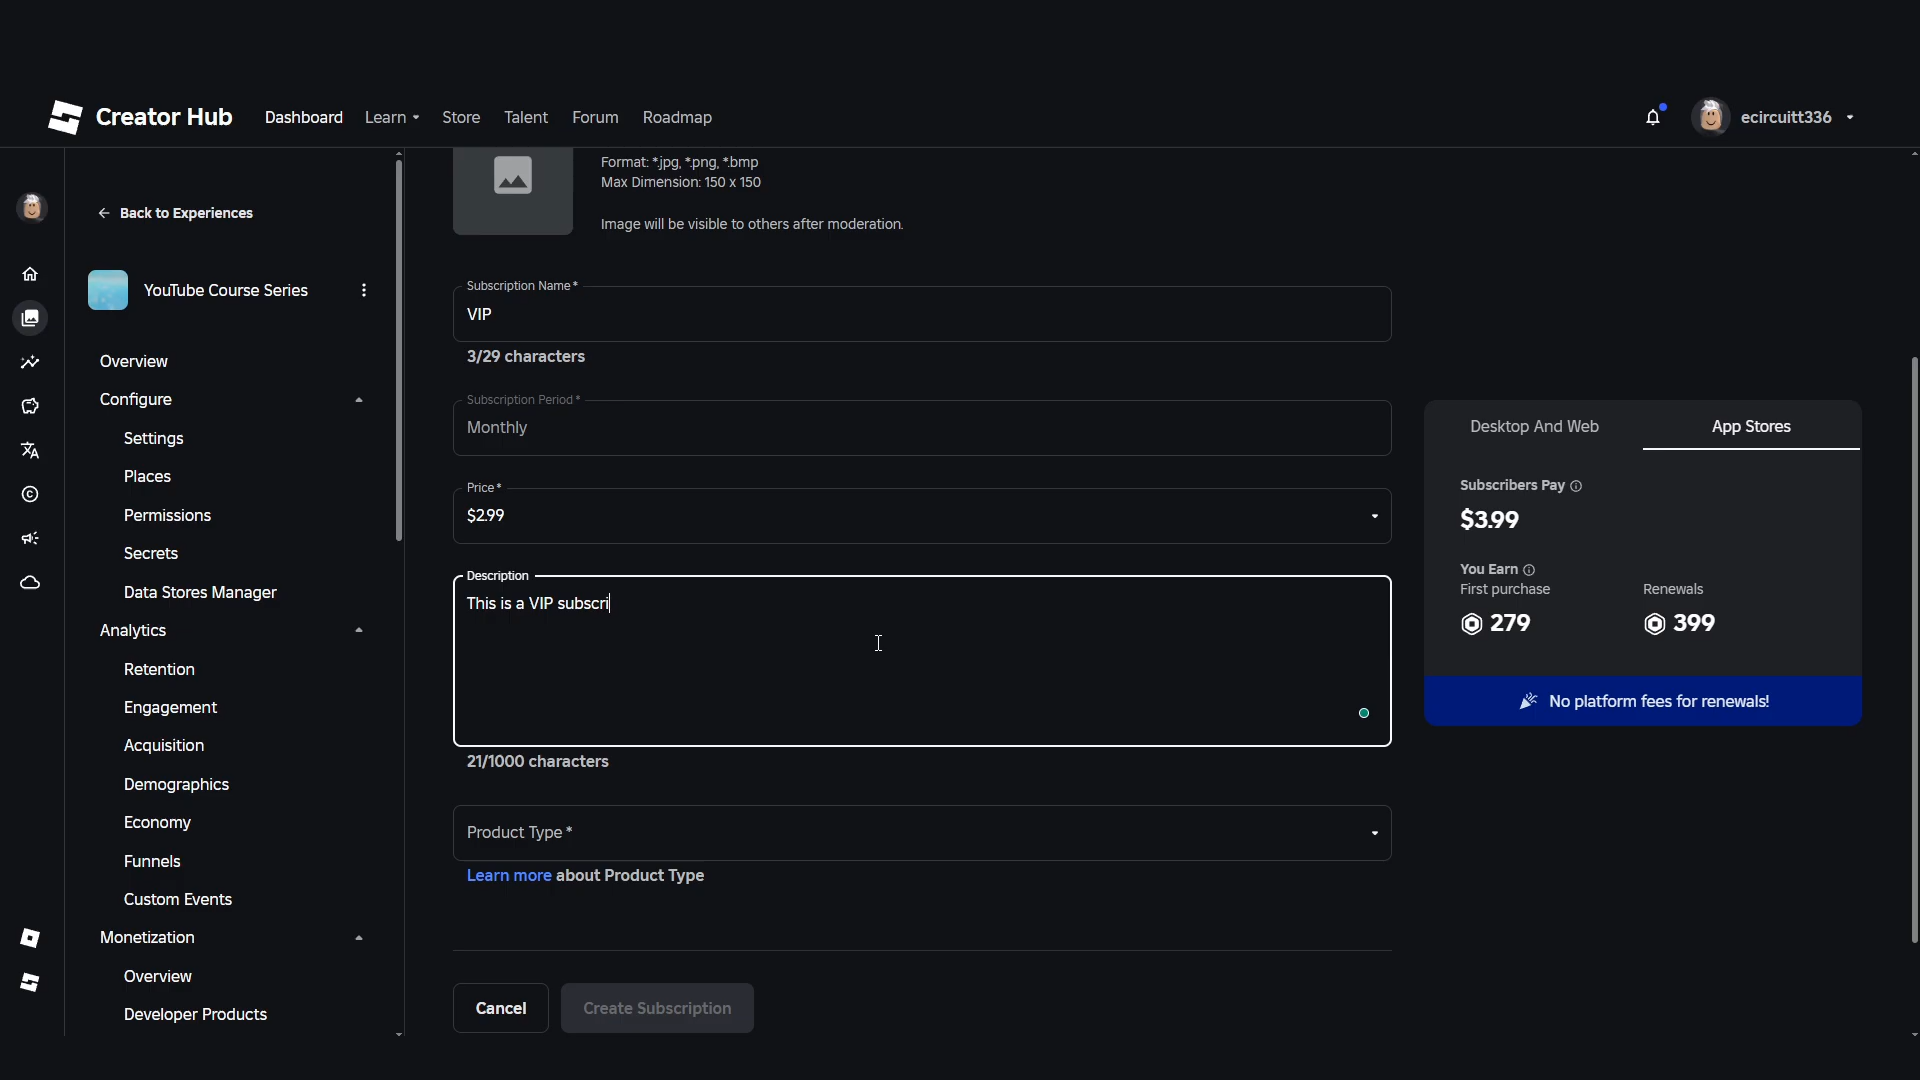 Creator Hub
Dashboard
Learn
Store
Talent
Forum
Roadmap
ecircuitt336
Back to Experiences
YouTube Course Series
Overview
Configure
Settings
Places
Permissions
Secrets
Data Stores Manager
Analytics
Retention
Engagement
Acquisition
Demographics
Economy
Funnels
Custom Events
Monetization
Overview
Developer Products
Format: *.jpg, *.png, *.bmp
Max Dimension: 150 x 150
Image will be visible to others after moderation.
Subscription Name*
VIP
3/29 characters
Subscription Period*
Monthly
Price*
$2.99
Description
This is a VIP subscri
21/1000 characters
Product Type*
Learn more about Product Type
Cancel
Create Subscription
Desktop And Web
App Stores
Subscribers Pay
$3.99
You Earn
First purchase
Renewals
279
399
No platform fees for renewals!